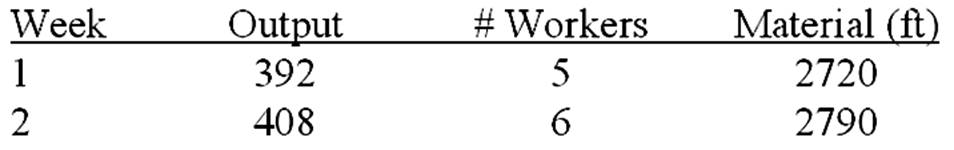 Week Output # Workers Material (ft)
1 392 5 2720
2 408 6 2790